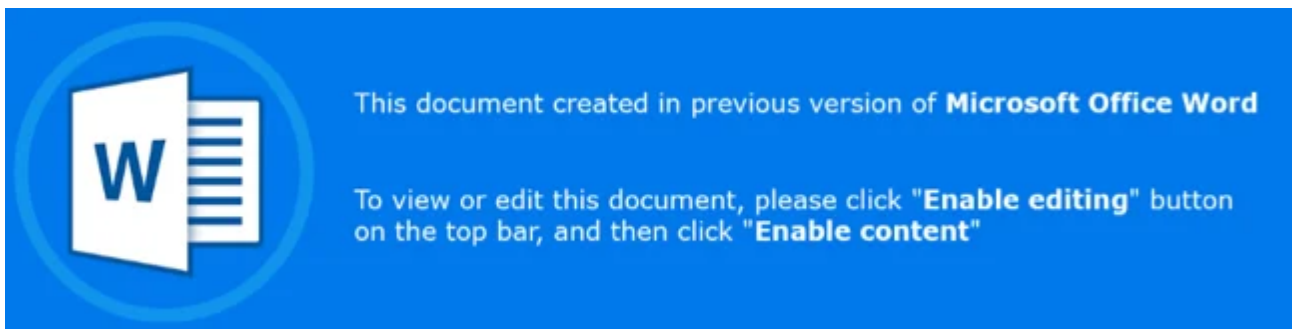 W
This document created in previous version of Microsoft Office Word
To view or edit this document, please click "Enable editing" button
on the top bar, and then click "Enable content"